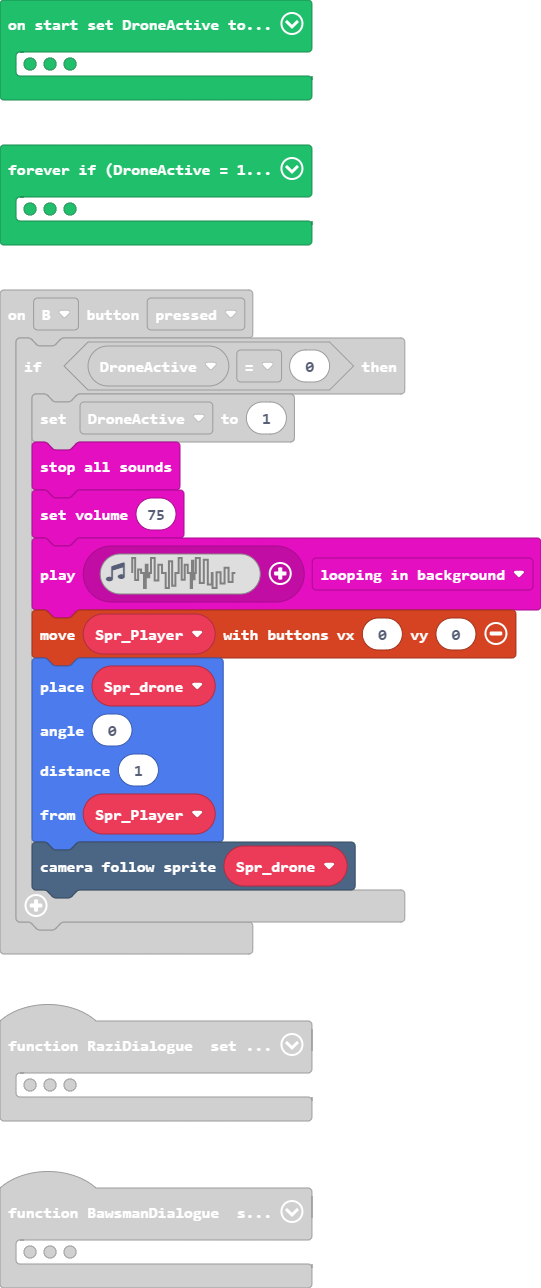 on start set DroneActive to...
forever if (DroneActive = 1...
on B button pressed
if DroneActive = 0 then
set DroneActive to 1
stop all sounds
set volume 75
play looping in background
move Spr_Player with buttons vx 0 vy 0
place Spr_drone
angle 0
distance 1
from Spr_Player
camera follow sprite Spr_drone
function RaziDialogue set ...
function BawsmanDialogue s...